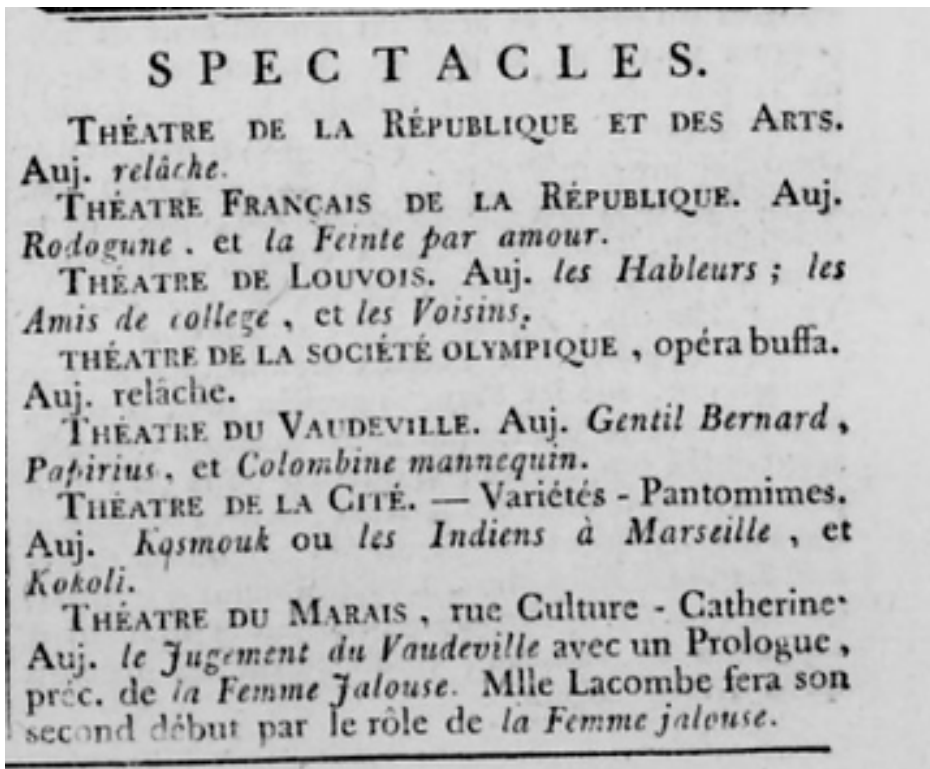 SPECTACLES.
THÉATRE DE LA RÉPUBLIQUE ET DES ARTS.
Auj. relâche.
THÉATRE FRANÇAIS DE LA RÉPUBLIQUE. Auj.
Rodogune. et la Feinte par amour.
THÉATRE DE LOUVOIS. Auj. les Hableurs ; les
Amis de college, et les Voisins.
THÉATRE DE LA SOCIÉTÉ OLYMPIQUE, opéra buffa.
Auj. relâche.
THÉATRE DU VAUDEVILLE. Auj. Gentil Bernard,
Papirius, et Colombine mannequin.
THÉATRE DE LA CITÉ. — Variétés - Pantomimes.
Auj. Kosmouk ou les Indiens à Marseille, et
Kokoli.
THÉATRE DU MARAIS, rue Culture - Catherine.
Auj. le Jugement du Vaudeville avec un Prologue,
préc. de la Femme Jalouse. Mlle Lacombe fera son
second début par le rôle de la Femme jalouse.